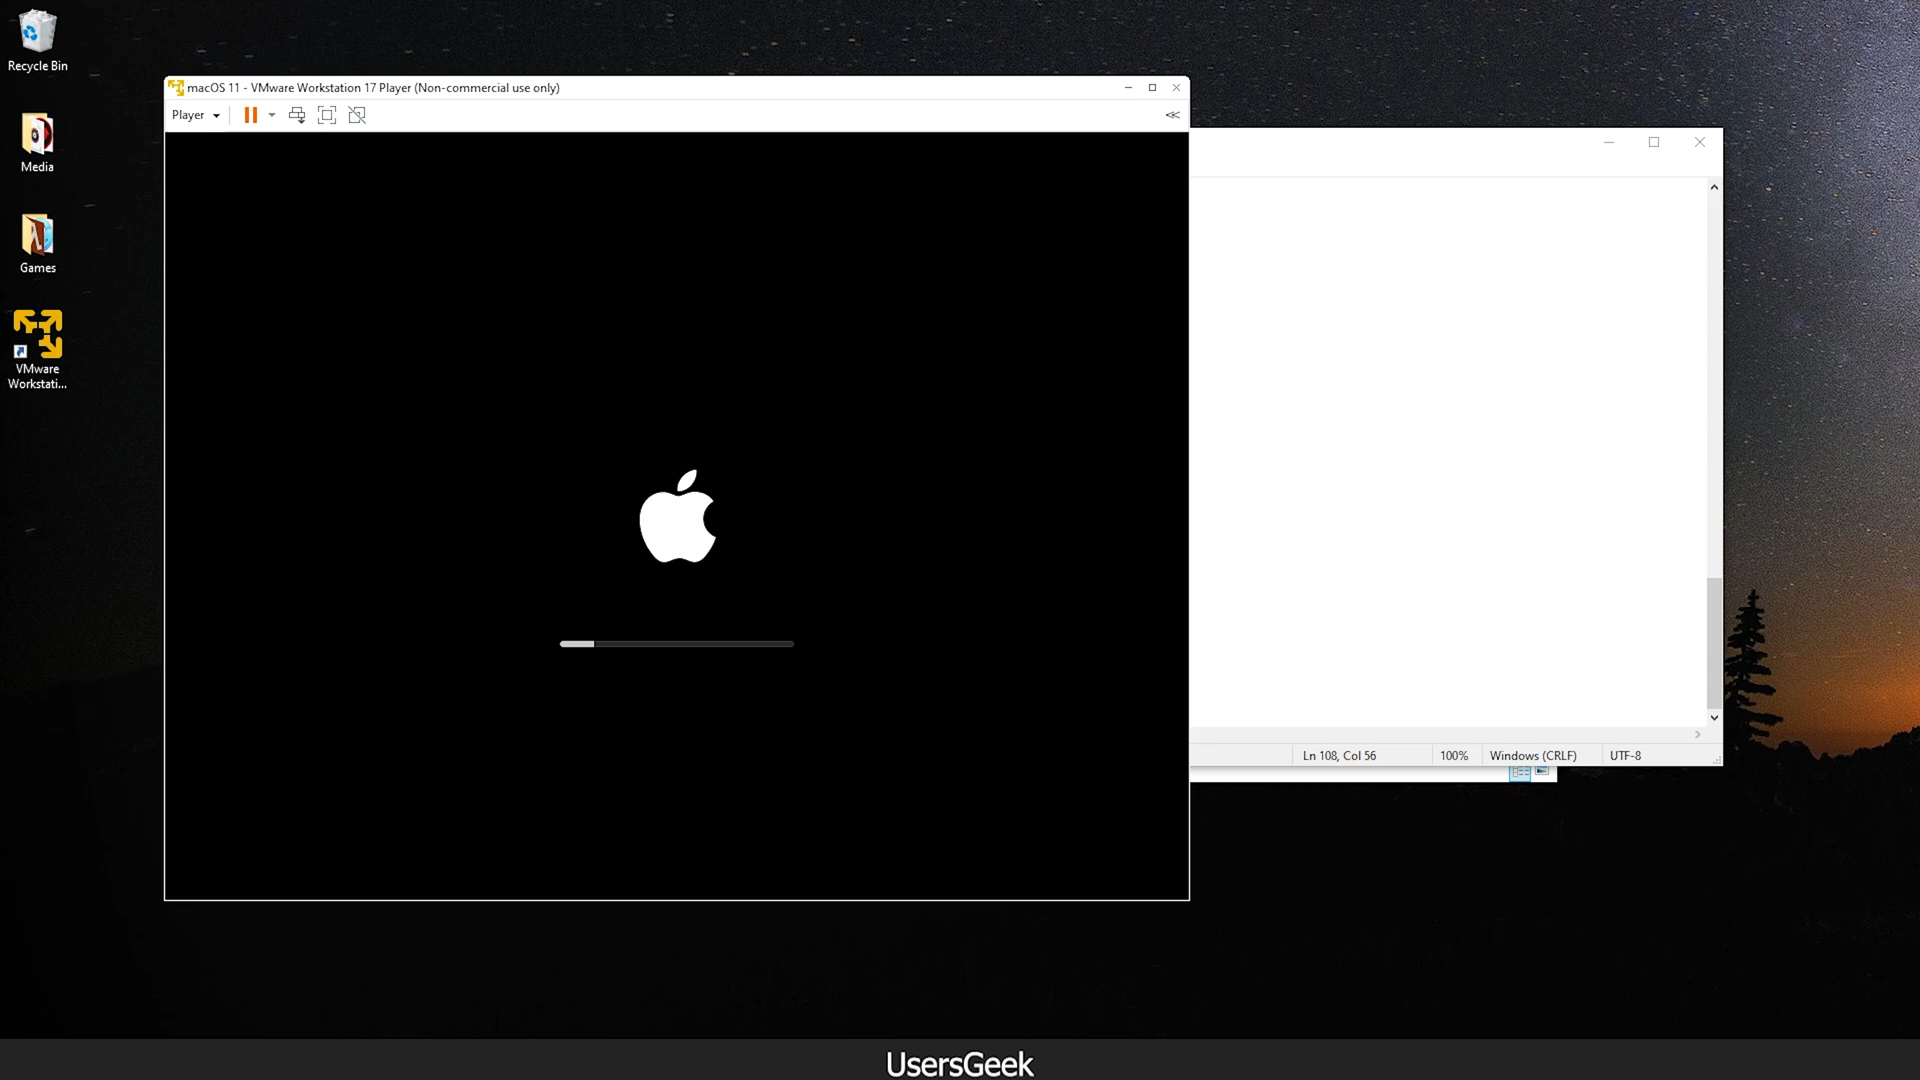 Recycle Bin
Media
Games
VMware
Workstati...
macOS 11 - VMware Workstation 17 Player (Non-commercial use only)
Player
Ln 108, Col 56
100%
Windows (CRLF)
UTF-8
UsersGeek